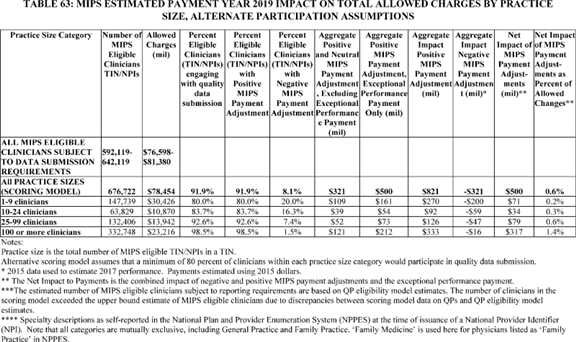 TABLE 63: MIPS ESTIMATED PAYMENT YEAR 2019 IMPACT ON TOTAL ALLOWED CHARGES BY PRACTICE
SIZE, ALTERNATE PARTICIPATION ASSUMPTIONS
Practice Size Category Number of MIPS Eligible Clinicians TIN/NPIs Allowed Charges (mil) Percent Eligible Clinicians (TIN/NPIs) engaging with quality data submission Percent Eligible Clinicians (TIN/NPIs) with Positive MIPS Payment Adjustment Percent Eligible Clinicians (TIN/NPIs) with Negative MIPS Payment Adjustment Aggregate Positive and Neutral MIPS Payment Adjustment, Excluding Exceptional Performance Payment (mil) Aggregate Positive MIPS Payment Adjustment, Exceptional Performance Payment Only (mil) Aggregate Impact Positive MIPS Payment Adjustment (mil) Aggregate Impact Negative MIPS Payment Adjustment (mil)* Net Impact of MIPS Payment Adjust-ments (mil)** Net Impact of MIPS Payment Adjust-ments as Percent of Allowed Changes**
ALL MIPS ELIGIBLE CLINICIANS SUBJECT TO DATA SUBMISSION REQUIREMENTS 592,119-642,119 $76,598-$81,380
All PRACTICE SIZES (SCORING MODEL) 676,722 $78,454 91.9% 91.9% 8.1% $321 $500 $821 -$321 $500 0.6%
1-9 clinicians 147,739 $30,426 80.0% 80.0% 20.0% $109 $161 $270 -$200 $71 0.2%
10-24 clinicians 63,829 $10,870 83.7% 83.7% 16.3% $39 $54 $92 -$59 $34 0.3%
25-99 clinicians 132,406 $13,942 92.6% 92.6% 7.4% $52 $73 $126 -$47 $79 0.6%
100 or more clinicians 332,748 $23,216 98.5% 98.5% 1.5% $121 $212 $333 -$16 $317 1.4%
Notes:
Practice size is the total number of MIPS eligible TIN/NPIs in a TIN.
Alternative scoring model assumes that a minimum of 80 percent of clinicians within each practice size category would participate in quality data submission.
* 2015 data used to estimate 2017 performance. Payments estimated using 2015 dollars.
** The Net Impact to Payments is the combined impact of negative and positive MIPS payment adjustments and the exceptional performance payment.
***The estimated number of MIPS eligible clinicians subject to reporting requirements are based on QP eligibility model estimates. The number of clinicians in the
scoring model exceeded the upper bound estimate of MIPS eligible clinicians due to discrepancies between scoring model data on QPs and QP eligibility model
estimates.
**** Specialty descriptions as self-reported in the National Plan and Provider Enumeration System (NPPES) at the time of issuance of a National Provider Identifier
(NPI). Note that all categories are mutually exclusive, including General Practice and Family Practice. 'Family Medicine' is used here for physicians listed as 'Family
Practice' in NPPES.